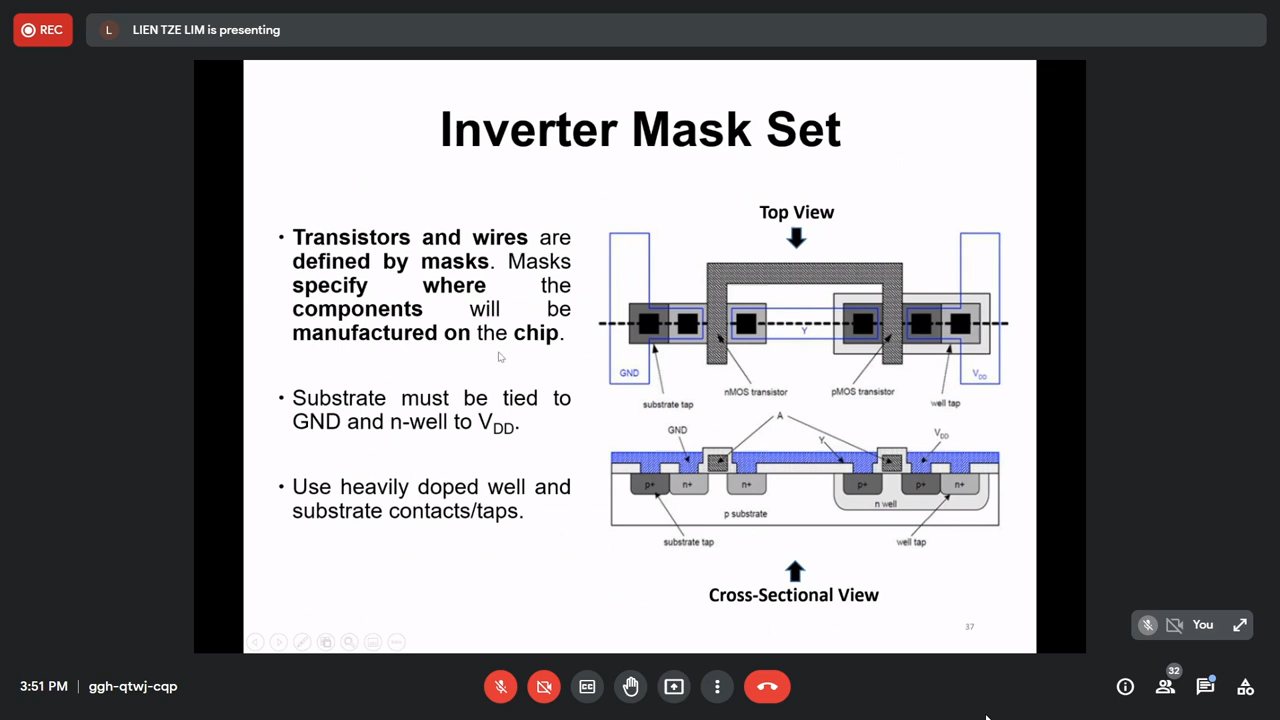 REC
L
LIEN TZE LIM is presenting
Inverter Mask Set
• Transistors and wires are
defined by masks. Masks
specify where the
components will be
manufactured on the chip.
• Substrate must be tied to
GND and n-well to VDD.
• Use heavily doped well and
substrate contacts/taps.
Top View
Y
GND
VDD
substrate tap
nMOS transistor
pMOS transistor
well tap
A
GND
Y
VDD
p+
n+
n+
p+
p+
n+
p substrate
n well
substrate tap
well tap
Cross-Sectional View
37
You
3:51 PM | ggh-qtwj-cqp
32